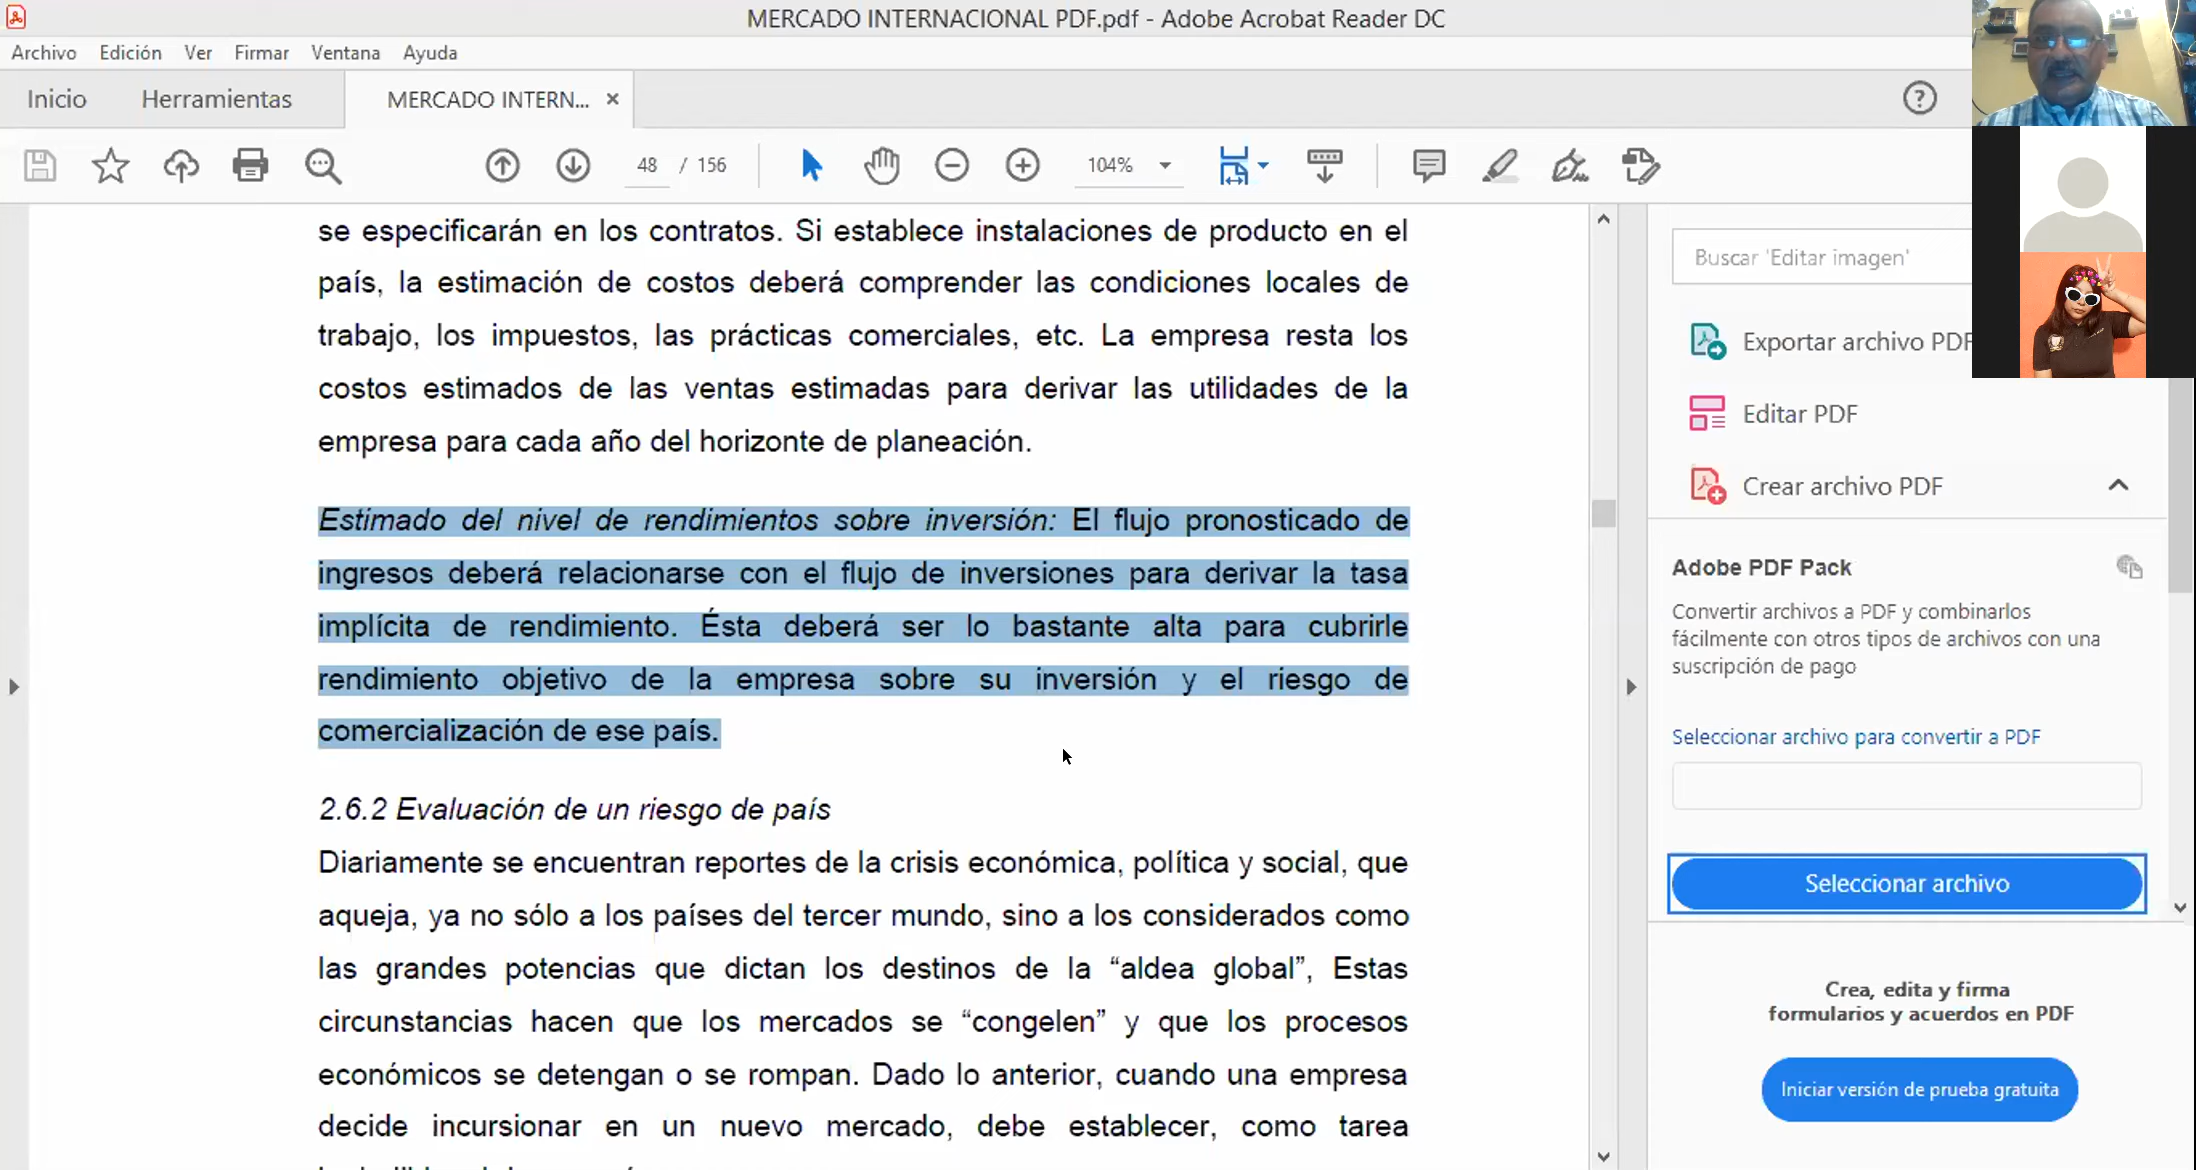 MERCADO INTERNACIONAL PDF.pdf - Adobe Acrobat Reader DC
Archivo Edición Ver Firmar Ventana Ayuda
Inicio Herramientas MERCADO INTERN... ×
48 / 156 104%
se especificarán en los contratos. Si establece instalaciones de producto en el
país, la estimación de costos deberá comprender las condiciones locales de
trabajo, los impuestos, las prácticas comerciales, etc. La empresa resta los
costos estimados de las ventas estimadas para derivar las utilidades de la
empresa para cada año del horizonte de planeación.
Estimado del nivel de rendimientos sobre inversión: El flujo pronosticado de
ingresos deberá relacionarse con el flujo de inversiones para derivar la tasa
implícita de rendimiento. Ésta deberá ser lo bastante alta para cubrirle
rendimiento objetivo de la empresa sobre su inversión y el riesgo de
comercialización de ese país.
2.6.2 Evaluación de un riesgo de país
Diariamente se encuentran reportes de la crisis económica, política y social, que
aqueja, ya no sólo a los países del tercer mundo, sino a los considerados como
las grandes potencias que dictan los destinos de la “aldea global”, Estas
circunstancias hacen que los mercados se “congelen” y que los procesos
económicos se detengan o se rompan. Dado lo anterior, cuando una empresa
decide incursionar en un nuevo mercado, debe establecer, como tarea
Buscar 'Editar imagen'
Exportar archivo PDF
Editar PDF
Crear archivo PDF
Adobe PDF Pack
Convertir archivos a PDF y combinarlos
fácilmente con otros tipos de archivos con una
suscripción de pago
Seleccionar archivo para convertir a PDF
Seleccionar archivo
Crea, edita y firma
formularios y acuerdos en PDF
Iniciar versión de prueba gratuita